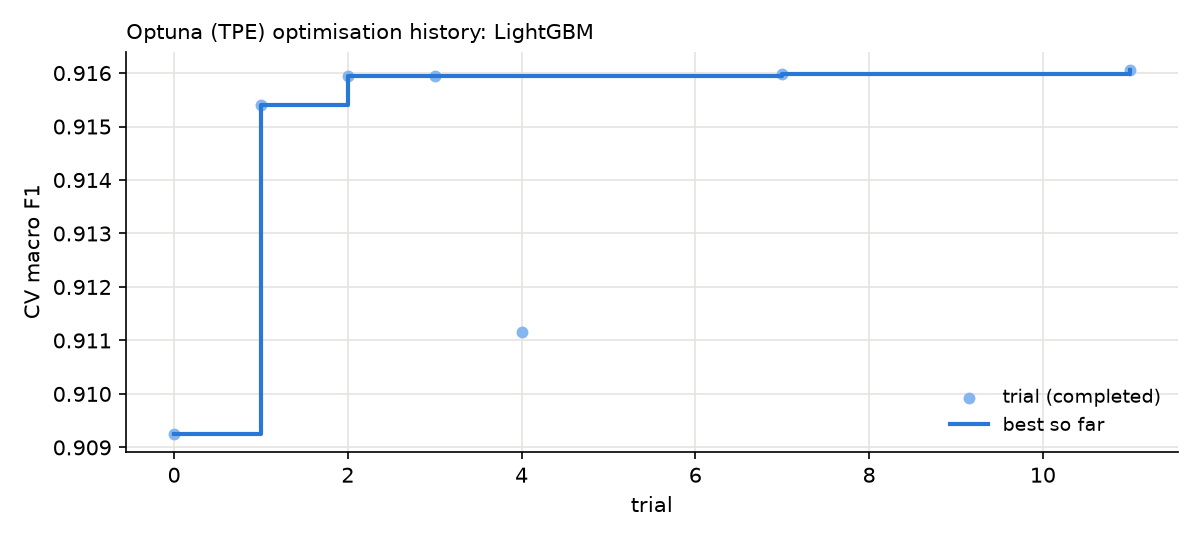 Optuna (TPE) optimisation history: LightGBM
CV macro F1
0.916
0.915
0.914
0.913
0.912
0.911
0.910
0.909
0 2 4 6 8 10
trial
trial (completed)
best so far